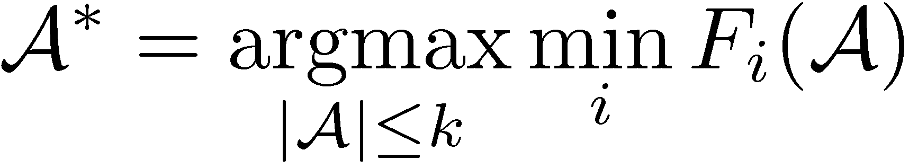 𝒜* = argmax min Fᵢ(𝒜)
|𝒜|≤k i